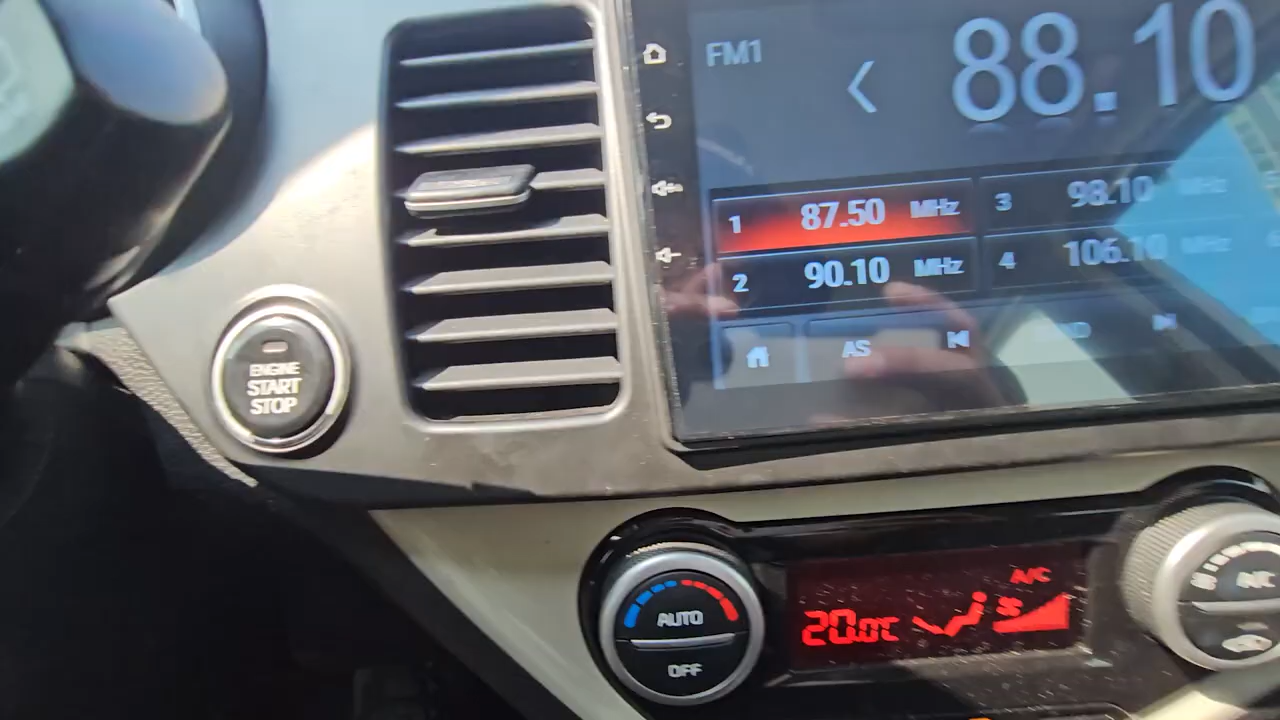 FM1
88.10
1 87.50 MHz
3 98.10 MHz
2 90.10 MHz
4 106.10 MHz
AS
ENGINE
START
STOP
AUTO
OFF
A/C
20.0°C
A/C